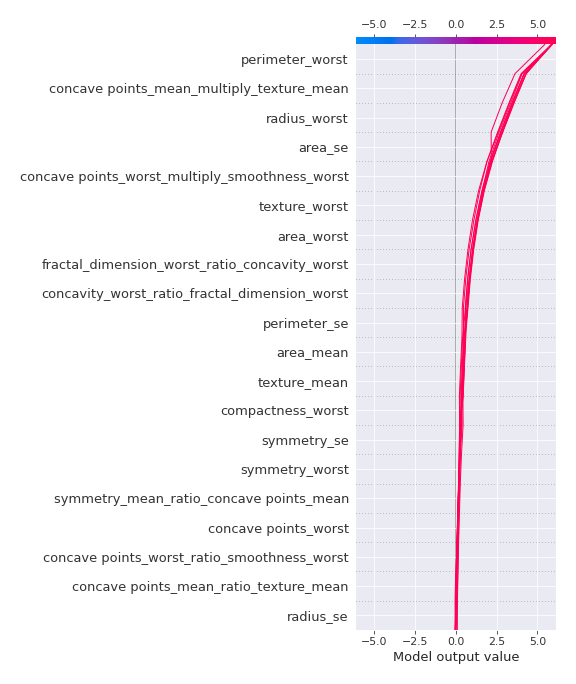 −5.0 −2.5 0.0 2.5 5.0
perimeter_worst
concave points_mean_multiply_texture_mean
radius_worst
area_se
concave points_worst_multiply_smoothness_worst
texture_worst
area_worst
fractal_dimension_worst_ratio_concavity_worst
concavity_worst_ratio_fractal_dimension_worst
perimeter_se
area_mean
texture_mean
compactness_worst
symmetry_se
symmetry_worst
symmetry_mean_ratio_concave points_mean
concave points_worst
concave points_worst_ratio_smoothness_worst
concave points_mean_ratio_texture_mean
radius_se
−5.0 −2.5 0.0 2.5 5.0
Model output value